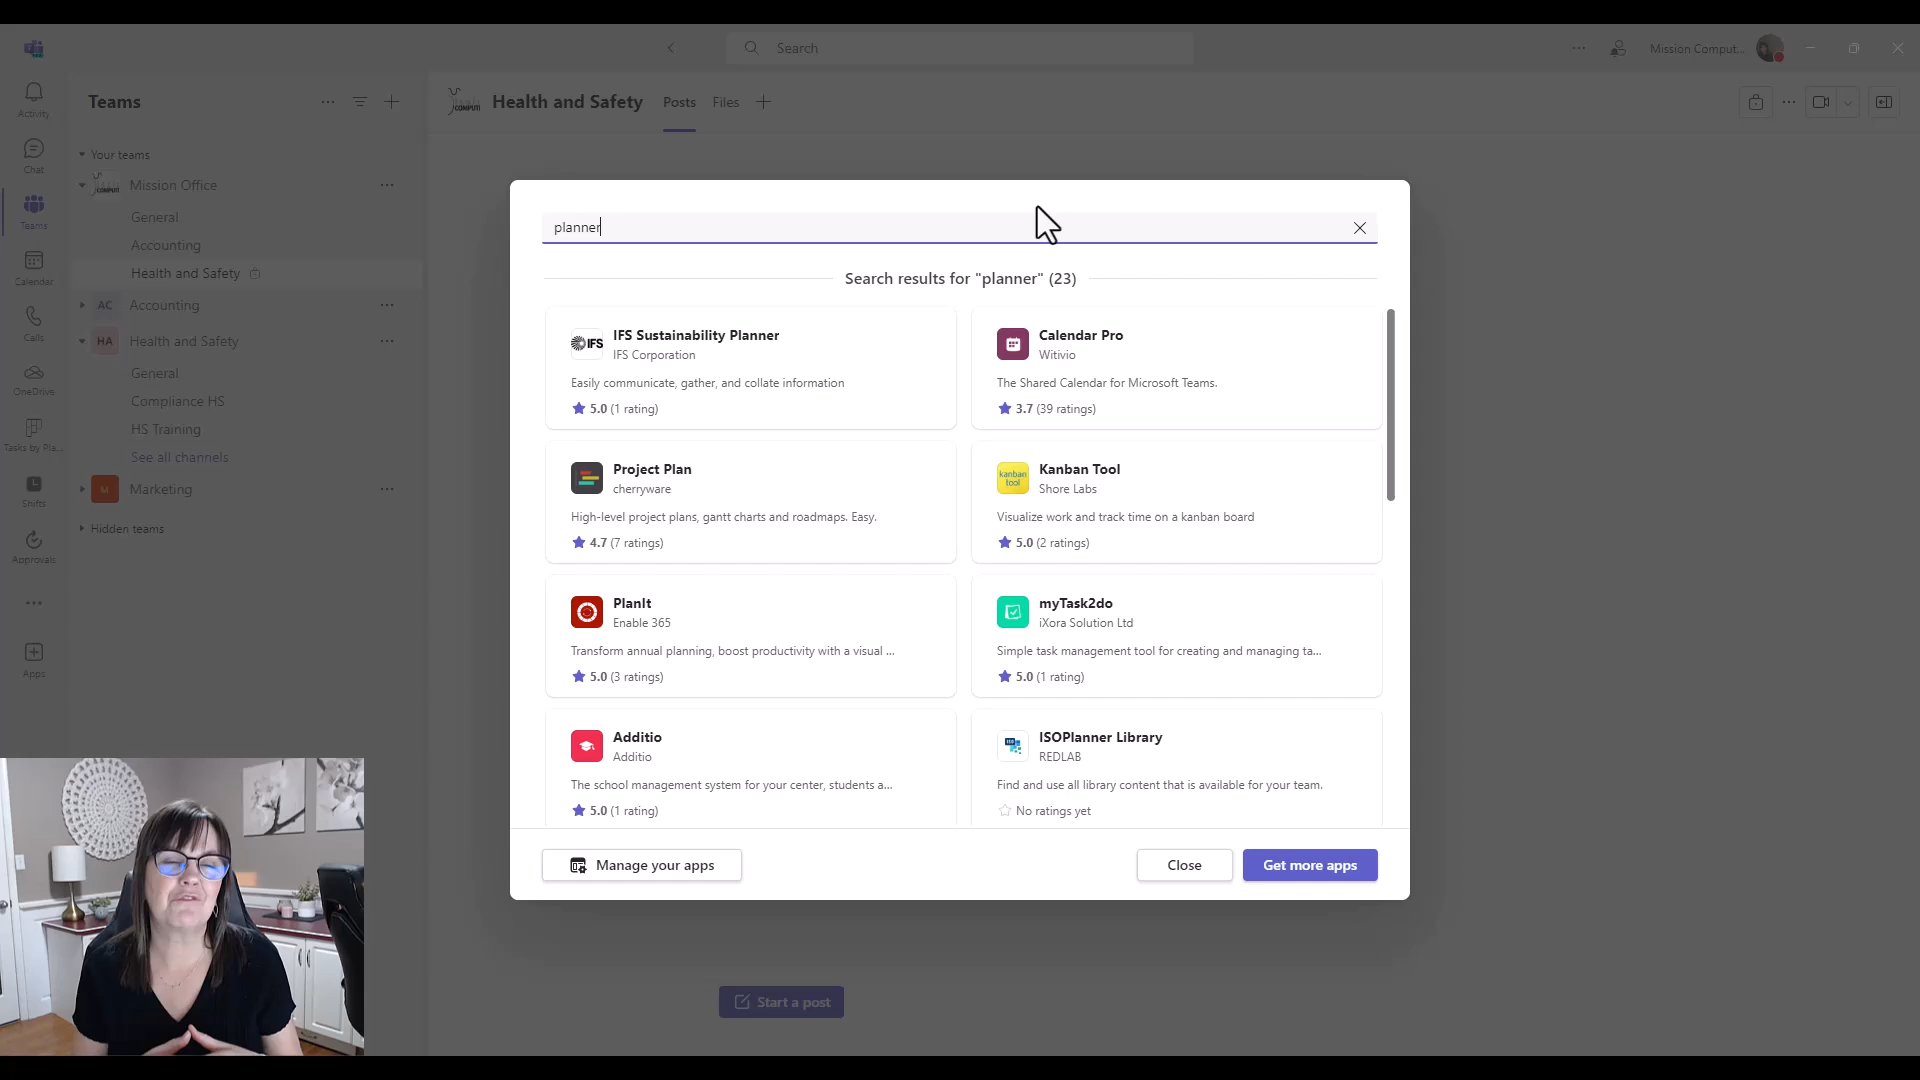 Search
Mission Comput...
Activity
Chat
Teams
Calendar
Calls
OneDrive
Tasks by Pla...
Shifts
Approvals
Apps
Teams
Your teams
Mission Office
General
Accounting
Health and Safety
AC Accounting
HA Health and Safety
General
Compliance HS
HS Training
See all channels
M Marketing
Hidden teams
COMPUTI Health and Safety Posts Files
planner
Search results for "planner" (23)
IFS
IFS Sustainability Planner
IFS Corporation
Easily communicate, gather, and collate information
5.0 (1 rating)
Calendar Pro
Witivio
The Shared Calendar for Microsoft Teams.
3.7 (39 ratings)
Project Plan
cherryware
High-level project plans, gantt charts and roadmaps. Easy.
4.7 (7 ratings)
kanban
tool
Kanban Tool
Shore Labs
Visualize work and track time on a kanban board
5.0 (2 ratings)
PlanIt
Enable 365
Transform annual planning, boost productivity with a visual ...
5.0 (3 ratings)
myTask2do
iXora Solution Ltd
Simple task management tool for creating and managing ta...
5.0 (1 rating)
Additio
Additio
The school management system for your center, students a...
5.0 (1 rating)
ISOPlanner Library
REDLAB
Find and use all library content that is available for your team.
No ratings yet
Manage your apps
Close
Get more apps
Start a post